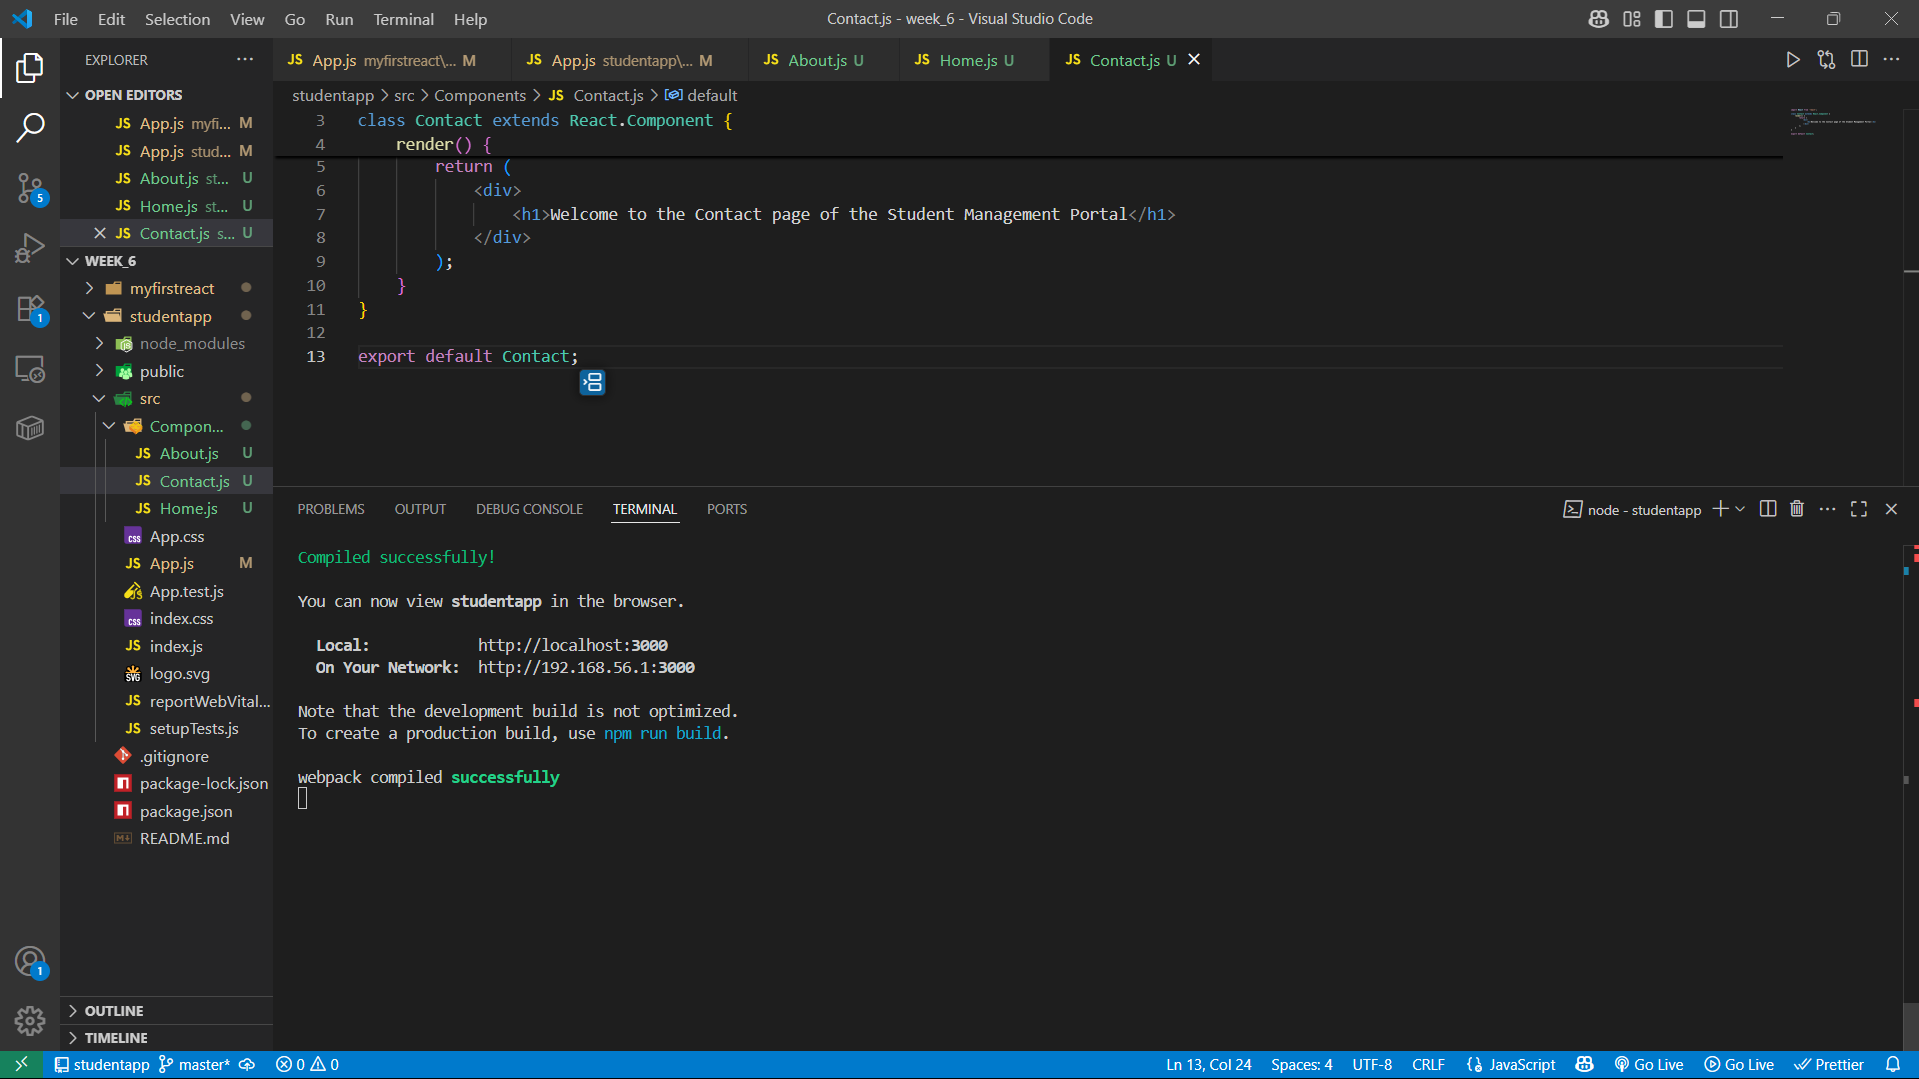 File Edit Selection View Go Run Terminal Help
Contact.js - week_6 - Visual Studio Code
EXPLORER
OPEN EDITORS
JS App.js myfi... M
JS App.js stud... M
JS About.js st... U
JS Home.js st... U
JS Contact.js s... U
WEEK_6
myfirstreact
studentapp
node_modules
public
src
Compon...
JS About.js U
JS Contact.js U
JS Home.js U
App.css
JS App.js M
App.test.js
index.css
JS index.js
logo.svg
JS reportWebVital...
JS setupTests.js
.gitignore
package-lock.json
package.json
README.md
OUTLINE
TIMELINE
5
1
1
JS App.js myfirstreact\... M
JS App.js studentapp\... M
JS About.js U
JS Home.js U
JS Contact.js U
studentapp > src > Components > JS Contact.js > default
3 class Contact extends React.Component {
4 render() {
5 return (
6 <div>
7 <h1>Welcome to the Contact page of the Student Management Portal</h1>
8 </div>
9 );
10 }
11 }
12
13 export default Contact;
PROBLEMS OUTPUT DEBUG CONSOLE TERMINAL PORTS
node - studentapp
Compiled successfully!
You can now view studentapp in the browser.
Local: http://localhost:3000
On Your Network: http://192.168.56.1:3000
Note that the development build is not optimized.
To create a production build, use npm run build.
webpack compiled successfully
studentapp master* 0 0
Ln 13, Col 24 Spaces: 4 UTF-8 CRLF {} JavaScript Go Live Go Live Prettier